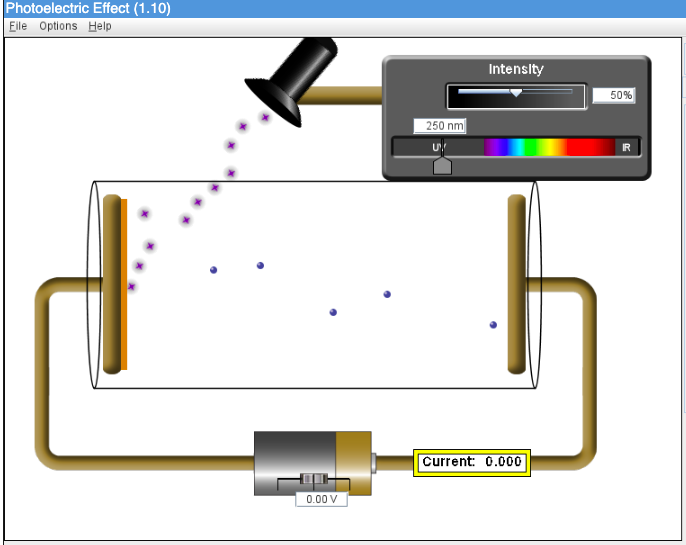 Photoelectric Effect (1.10)
File Options Help
Intensity
50%
250 nm
UV
IR
Current: 0.000
0.00 V